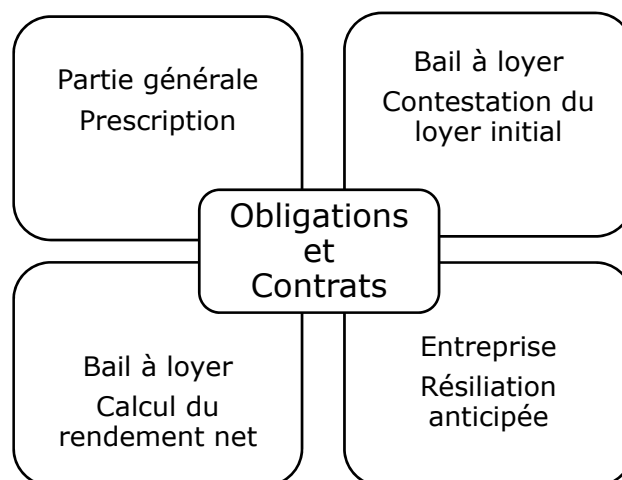 Partie générale
Prescription
Bail à loyer
Contestation du
loyer initial
Obligations
et
Contrats
Bail à loyer
Calcul du
rendement net
Entreprise
Résiliation
anticipée